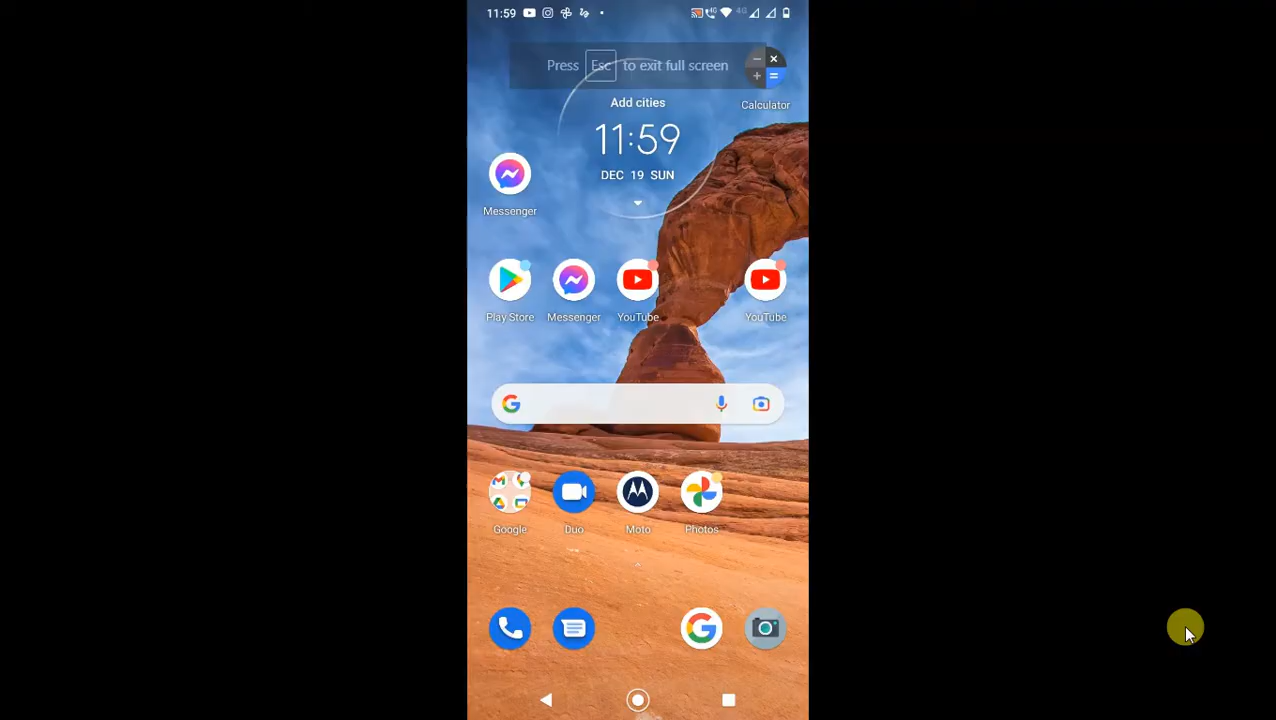 11:59
4G
Press Esc to exit full screen
Calculator
Add cities
11:59
DEC 19 SUN
Messenger
Play Store
Messenger
YouTube
YouTube
Google
Duo
Moto
Photos